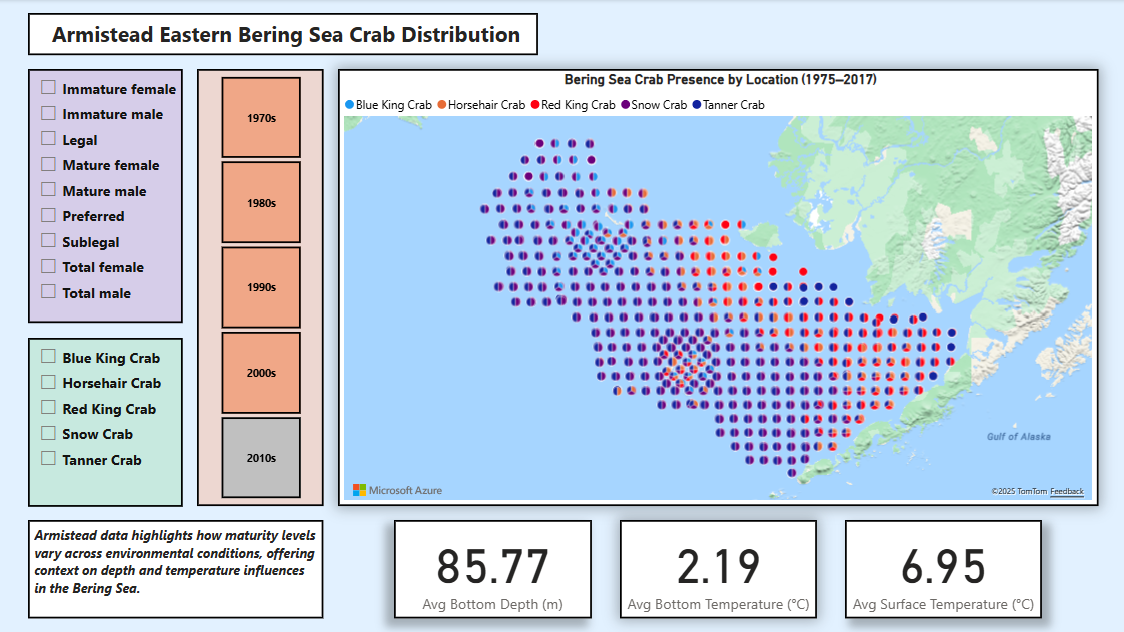 Armistead Eastern Bering Sea Crab Distribution
Immature female
Immature male
Legal
Mature female
Mature male
Preferred
Sublegal
Total female
Total male
Blue King Crab
Horsehair Crab
Red King Crab
Snow Crab
Tanner Crab
1970s
1980s
1990s
2000s
2010s
Bering Sea Crab Presence by Location (1975–2017)
Blue King Crab Horsehair Crab Red King Crab Snow Crab Tanner Crab
Gulf of Alaska
Microsoft Azure
©2025 TomTom Feedback
Armistead data highlights how maturity levels
vary across environmental conditions, offering
context on depth and temperature influences
in the Bering Sea.
85.77
Avg Bottom Depth (m)
2.19
Avg Bottom Temperature (°C)
6.95
Avg Surface Temperature (°C)